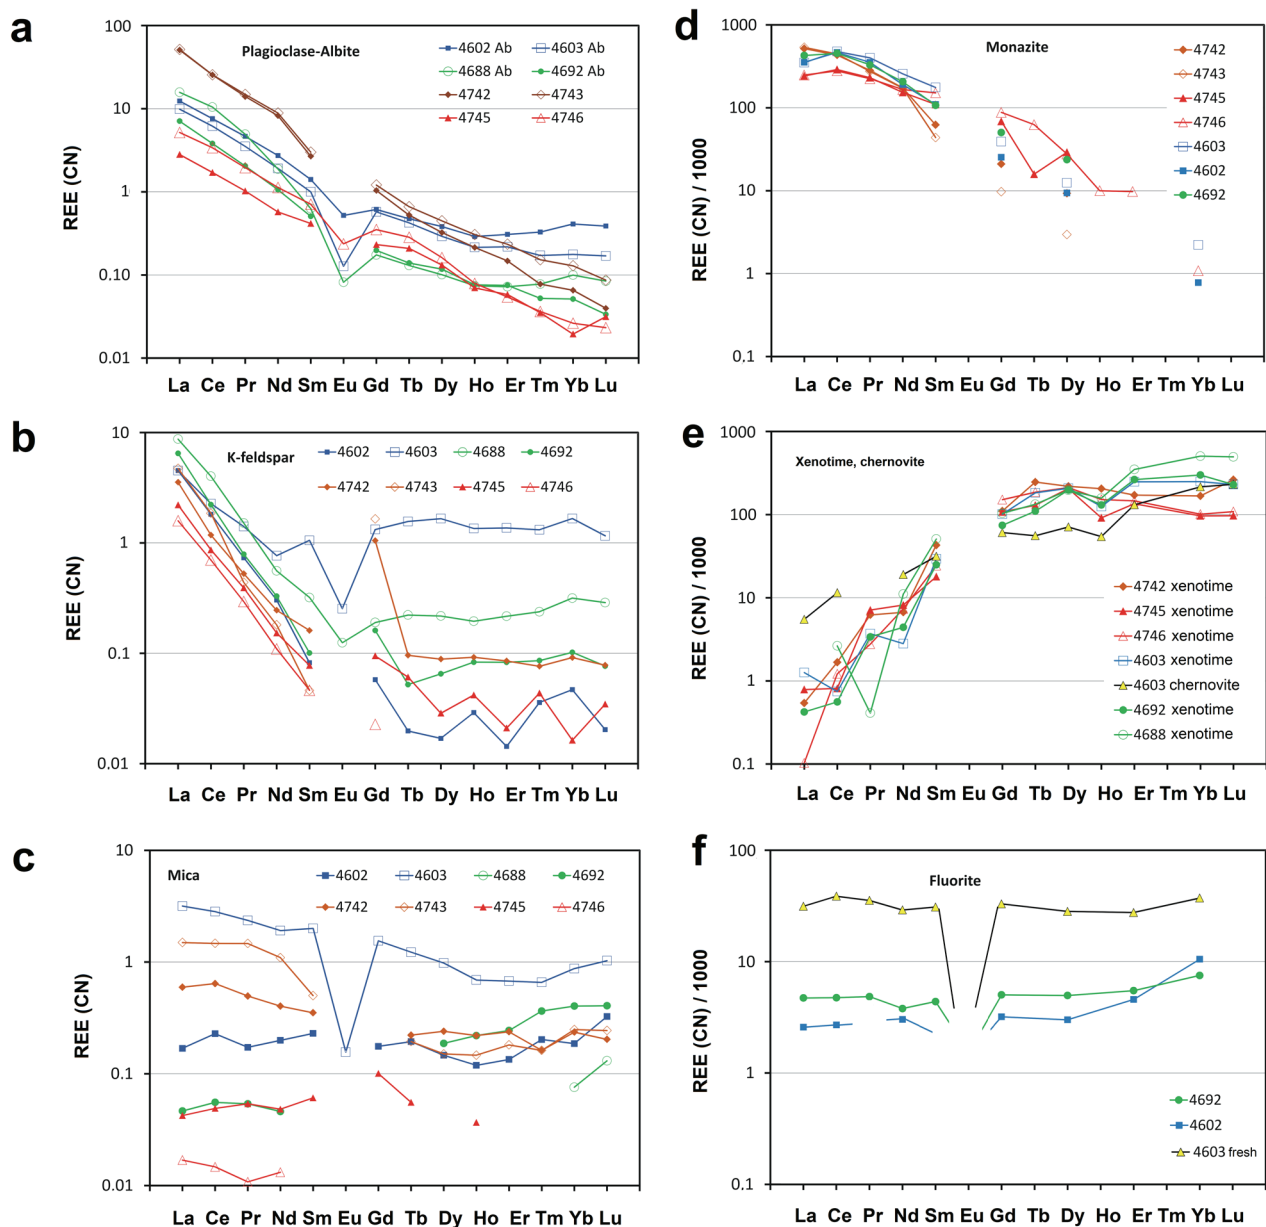 a
Plagioclase-Albite
4602 Ab 4603 Ab
4688 Ab 4692 Ab
4742 4743
4745 4746
REE (CN)
100
10
1
0.10
0.01
La Ce Pr Nd Sm Eu Gd Tb Dy Ho Er Tm Yb Lu
b
K-feldspar
4602 4603 4688 4692
4742 4743 4745 4746
REE (CN)
10
1
0.1
0.01
La Ce Pr Nd Sm Eu Gd Tb Dy Ho Er Tm Yb Lu
c
Mica
4602 4603 4688 4692
4742 4743 4745 4746
REE (CN)
10
1
0.1
0.01
La Ce Pr Nd Sm Eu Gd Tb Dy Ho Er Tm Yb Lu
d
Monazite
4742
4743
4745
4746
4603
4602
4692
REE (CN) / 1000
1000
100
10
1
0.1
La Ce Pr Nd Sm Eu Gd Tb Dy Ho Er Tm Yb Lu
e
Xenotime, chernovite
4742 xenotime
4745 xenotime
4746 xenotime
4603 xenotime
4603 chernovite
4692 xenotime
4688 xenotime
REE (CN) / 1000
1000
100
10
1
0.1
La Ce Pr Nd Sm Eu Gd Tb Dy Ho Er Tm Yb Lu
f
Fluorite
4692
4602
4603 fresh
REE (CN) / 1000
100
10
1
0.1
La Ce Pr Nd Sm Eu Gd Tb Dy Ho Er Tm Yb Lu